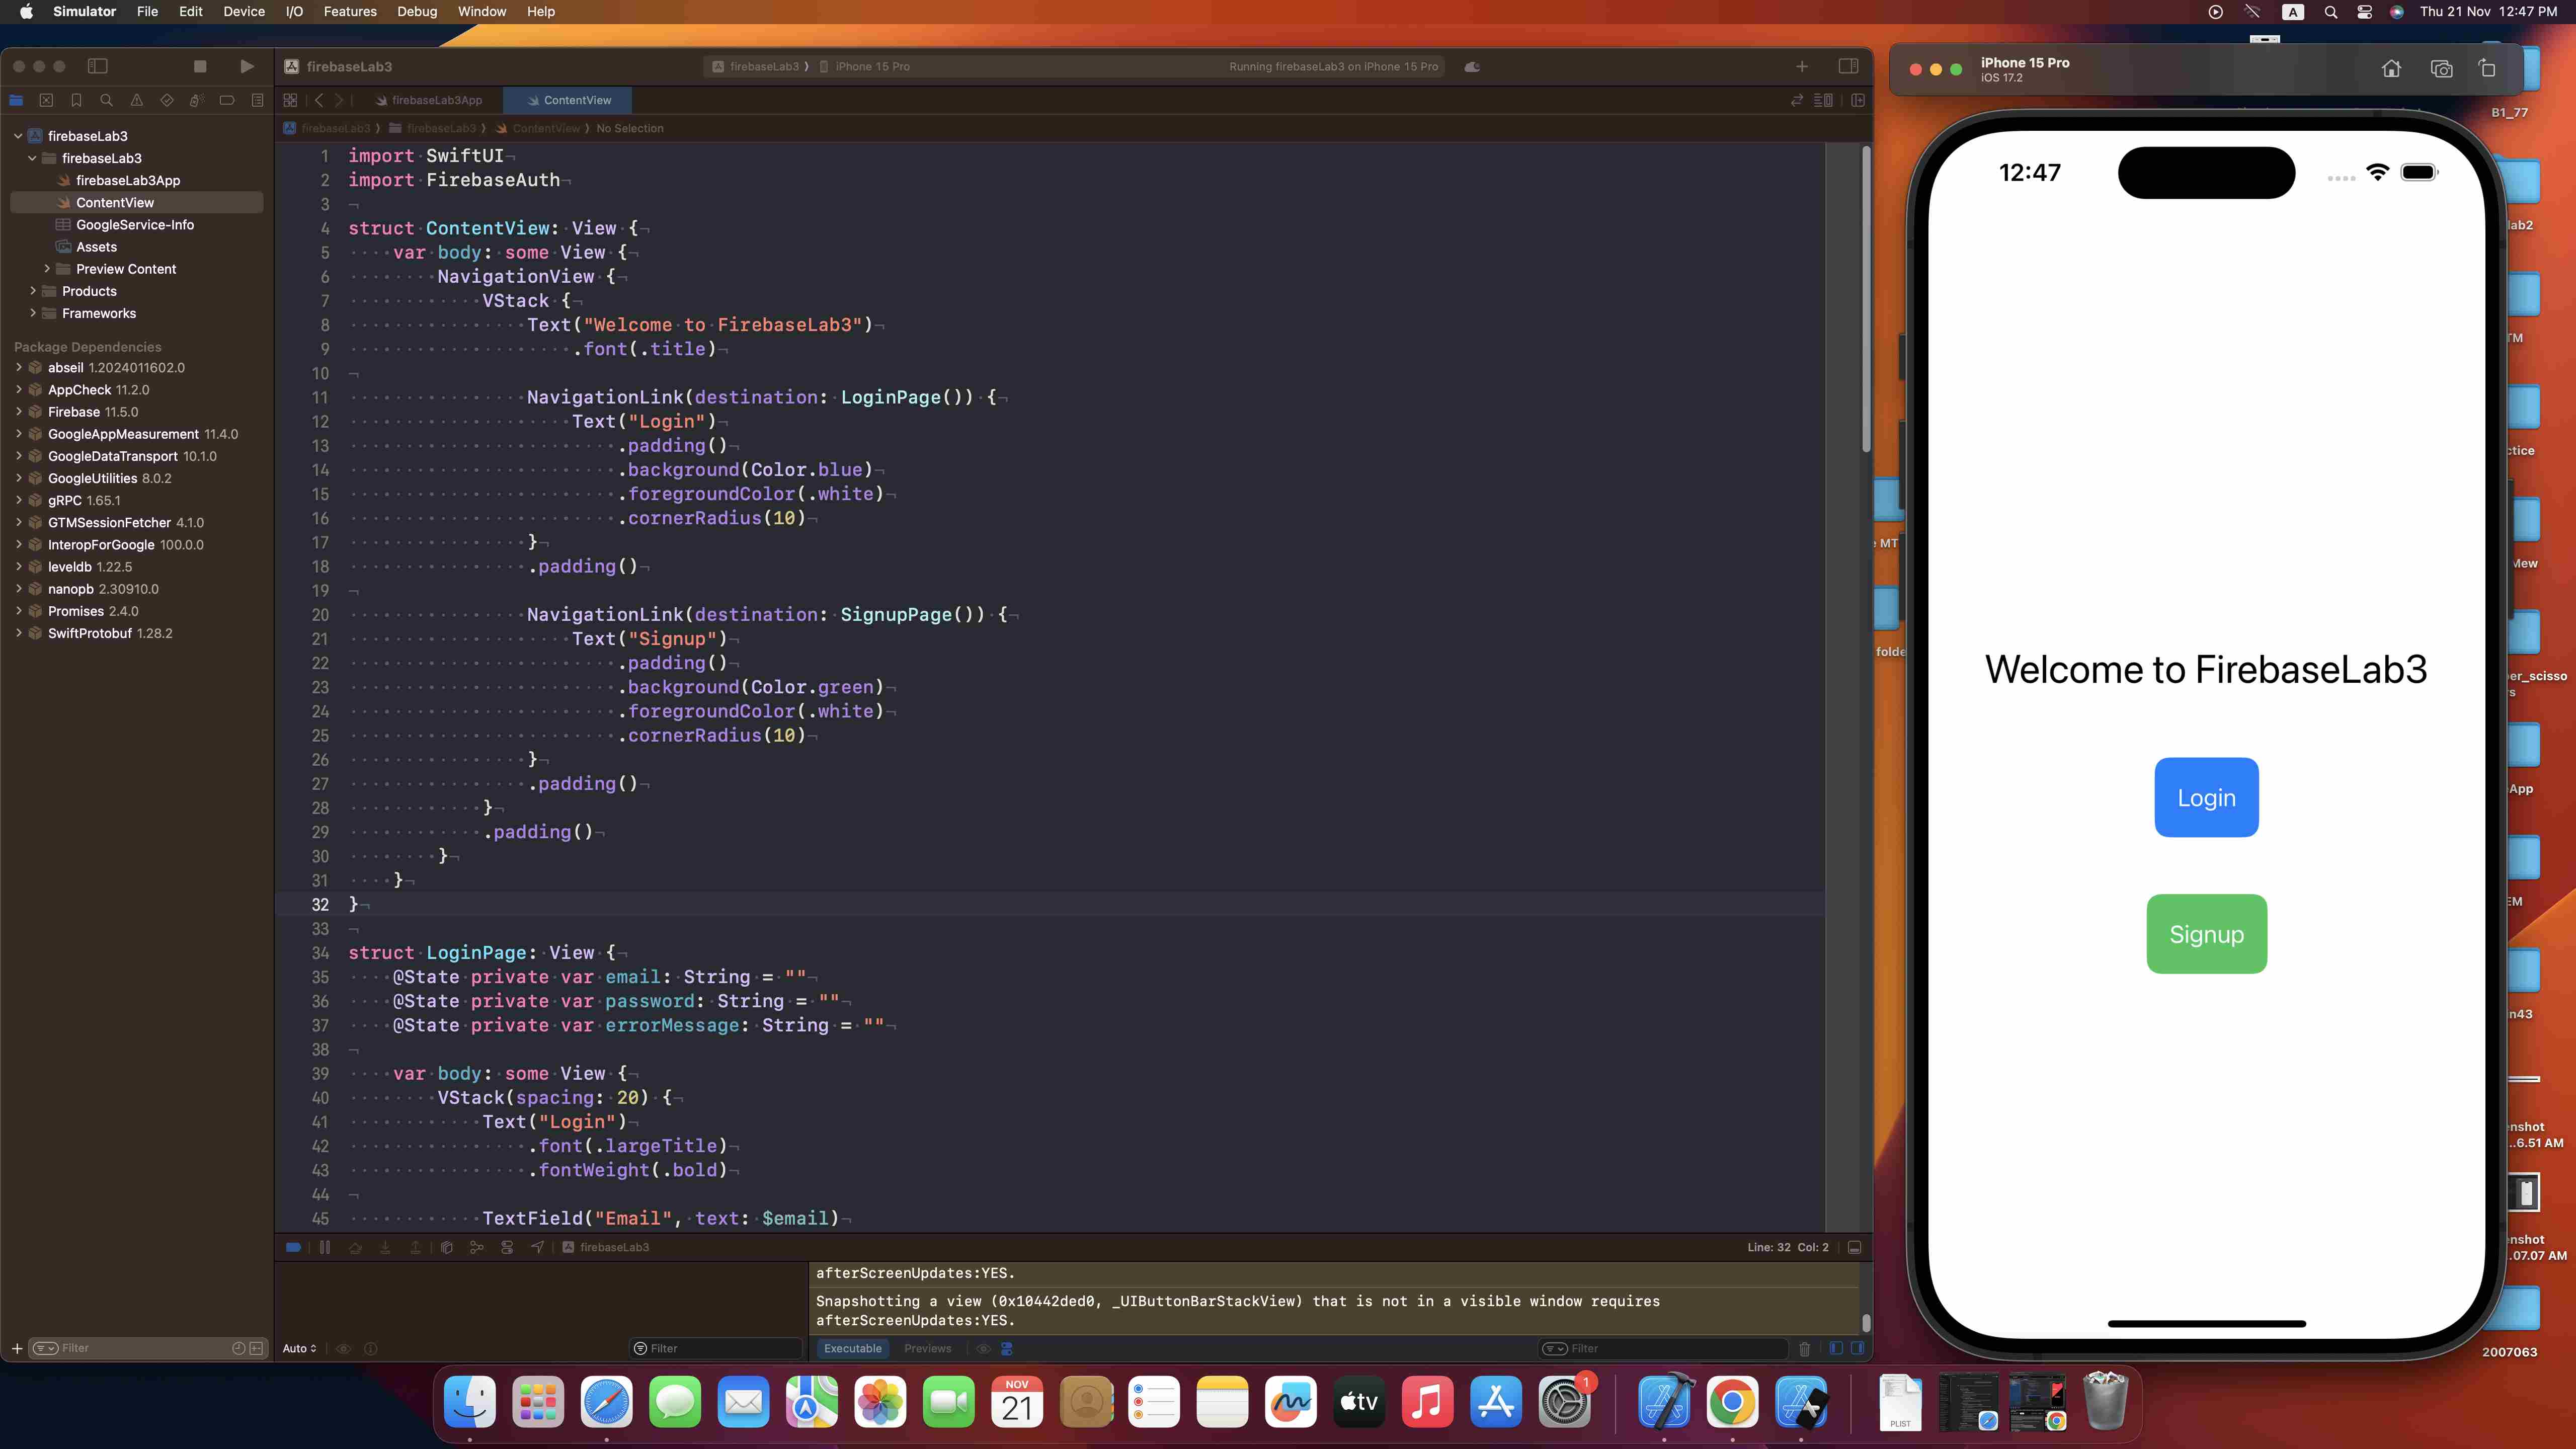 Simulator File Edit Device I/O Features Debug Window Help
A Thu 21 Nov 12:47 PM
firebaseLab3
firebaseLab3 iPhone 15 Pro
Running firebaseLab3 on iPhone 15 Pro
firebaseLab3App ContentView
firebaseLab3 firebaseLab3 ContentView No Selection
firebaseLab3
firebaseLab3
firebaseLab3App
ContentView
GoogleService-Info
Assets
Preview Content
Products
Frameworks
Package Dependencies
abseil 1.2024011602.0
AppCheck 11.2.0
Firebase 11.5.0
GoogleAppMeasurement 11.4.0
GoogleDataTransport 10.1.0
GoogleUtilities 8.0.2
gRPC 1.65.1
GTMSessionFetcher 4.1.0
InteropForGoogle 100.0.0
leveldb 1.22.5
nanopb 2.30910.0
Promises 2.4.0
SwiftProtobuf 1.28.2
Filter
1 import SwiftUI
2 import FirebaseAuth
3
4 struct ContentView: View {
5 var body: some View {
6 NavigationView {
7 VStack {
8 Text("Welcome to FirebaseLab3")
9 .font(.title)
10
11 NavigationLink(destination: LoginPage()) {
12 Text("Login")
13 .padding()
14 .background(Color.blue)
15 .foregroundColor(.white)
16 .cornerRadius(10)
17 }
18 .padding()
19
20 NavigationLink(destination: SignupPage()) {
21 Text("Signup")
22 .padding()
23 .background(Color.green)
24 .foregroundColor(.white)
25 .cornerRadius(10)
26 }
27 .padding()
28 }
29 .padding()
30 }
31 }
32 }
33
34 struct LoginPage: View {
35 @State private var email: String = ""
36 @State private var password: String = ""
37 @State private var errorMessage: String = ""
38
39 var body: some View {
40 VStack(spacing: 20) {
41 Text("Login")
42 .font(.largeTitle)
43 .fontWeight(.bold)
44
45 TextField("Email", text: $email)
firebaseLab3
Line: 32 Col: 2
afterScreenUpdates:YES.
Snapshotting a view (0x10442ded0, _UIButtonBarStackView) that is not in a visible window requires
afterScreenUpdates:YES.
Auto
Filter
Executable Previews
Filter
iPhone 15 Pro
iOS 17.2
12:47
Welcome to FirebaseLab3
Login
Signup
B1_77
lab2
TM
ctice
MT
Mew
folde
er_scisso
rs
App
EM
n43
enshot
...6.51 AM
enshot
.07.07 AM
2007063
NOV
21
tv
1
PLIST